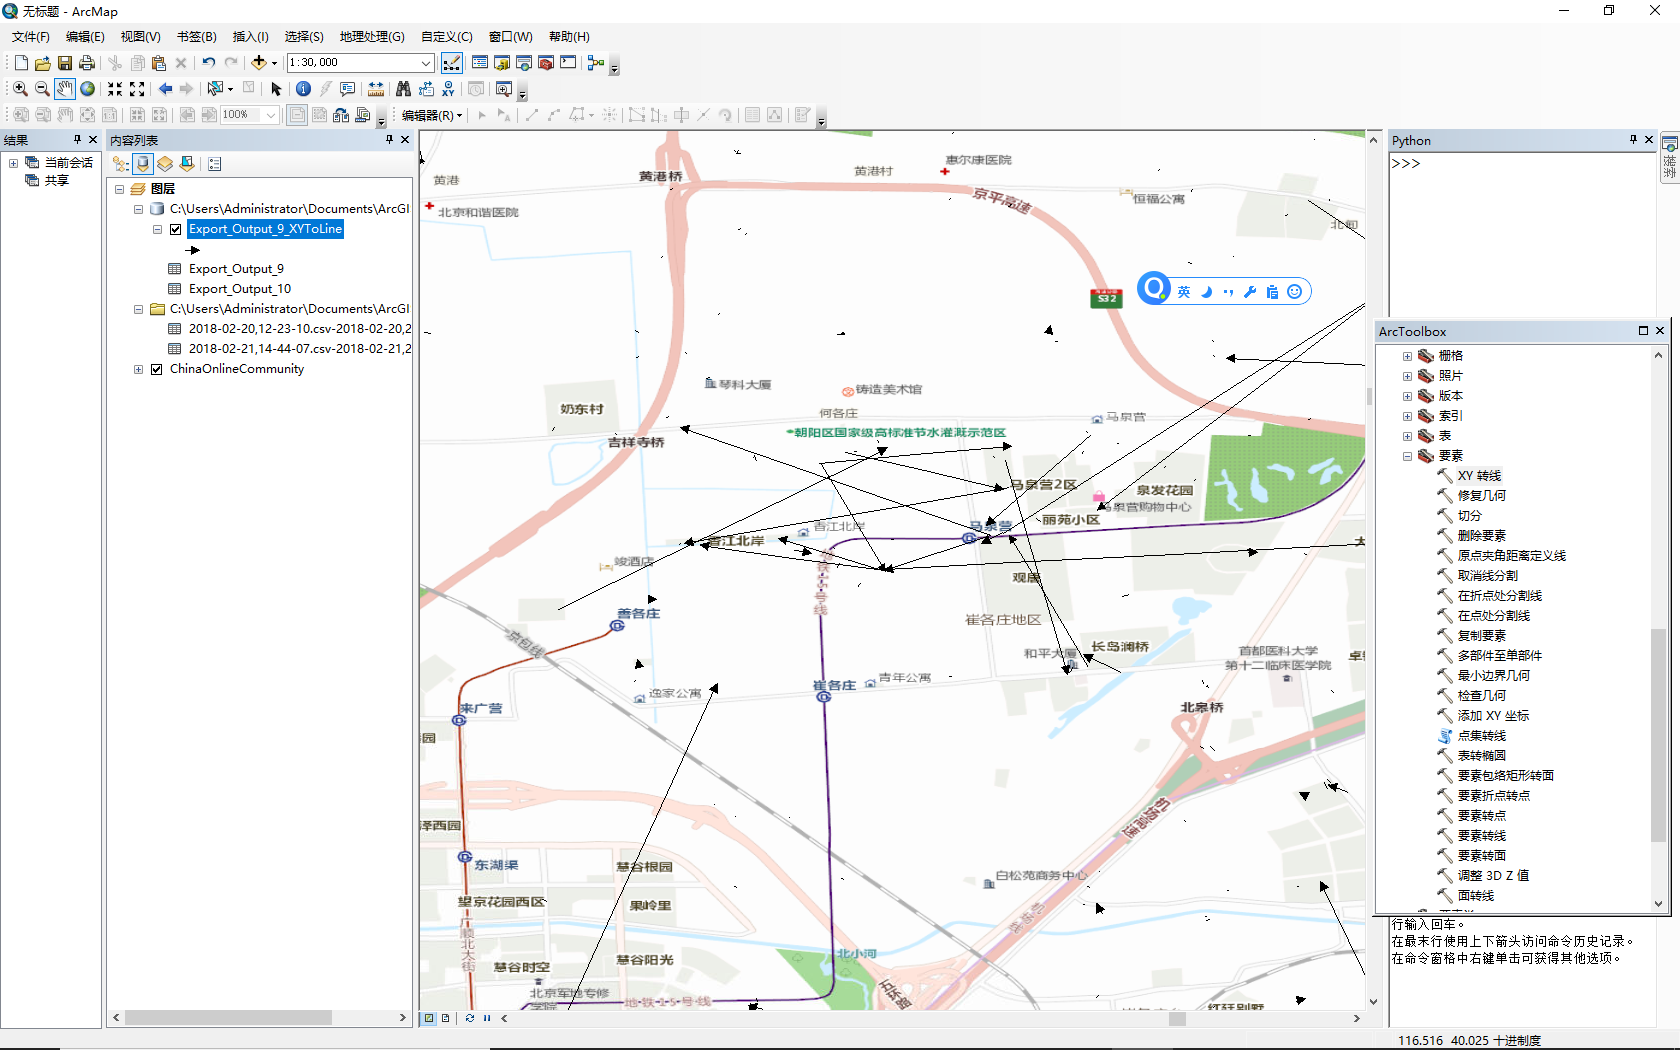 无标题 - ArcMap
文件(F) 编辑(E) 视图(V) 书签(B) 插入(I) 选择(S) 地理处理(G) 自定义(C) 窗口(W) 帮助(H)
1:30,000
100%
编辑器(R)
结果
当前会话
共享
内容列表
图层
C:\Users\Administrator\Documents\ArcGI
Export_Output_9_XYToLine
Export_Output_9
Export_Output_10
C:\Users\Administrator\Documents\ArcGI
2018-02-20,12-23-10.csv-2018-02-20,2
2018-02-21,14-44-07.csv-2018-02-21,2
ChinaOnlineCommunity
黄港
黄港桥
黄港村
惠尔康医院
北京和谐医院
京平高速
恒福公寓
北甸
S32
英
琴科大厦
铸造美术馆
奶东村
何各庄
马泉营
朝阳区国家级高标准节水灌溉示范区
吉祥寺桥
马泉营2区
泉发花园
马泉营购物中心
丽苑小区
马泉营
香江北岸
香江北岸
竣酒店
地铁15号线
观唐
善各庄
崔各庄地区
京包线
和平大厦
长岛澜桥
首都医科大学
第十二临床医学院
逸家公寓
崔各庄
青年公寓
来广营
北皋桥
机场高速
泽西园
东湖渠
慧谷根园
白松苑商务中心
望京花园西区
果岭里
广顺北大街
机场线
慧谷时空
慧谷阳光
北小河
五环路
北京军地专修
学院
地铁15号线
Python
>>>
ArcToolbox
栅格
照片
版本
索引
表
要素
XY 转线
修复几何
切分
删除要素
原点夹角距离定义线
取消线分割
在折点处分割线
在点处分割线
复制要素
多部件至单部件
最小边界几何
检查几何
添加 XY 坐标
点集转线
表转椭圆
要素包络矩形转面
要素折点转点
要素转点
要素转线
要素转面
调整 3D Z 值
面转线
行输入回车。
在最末行使用上下箭头访问命令历史记录。
在命令窗格中右键单击可获得其他选项。
116.516 40.025 十进制度